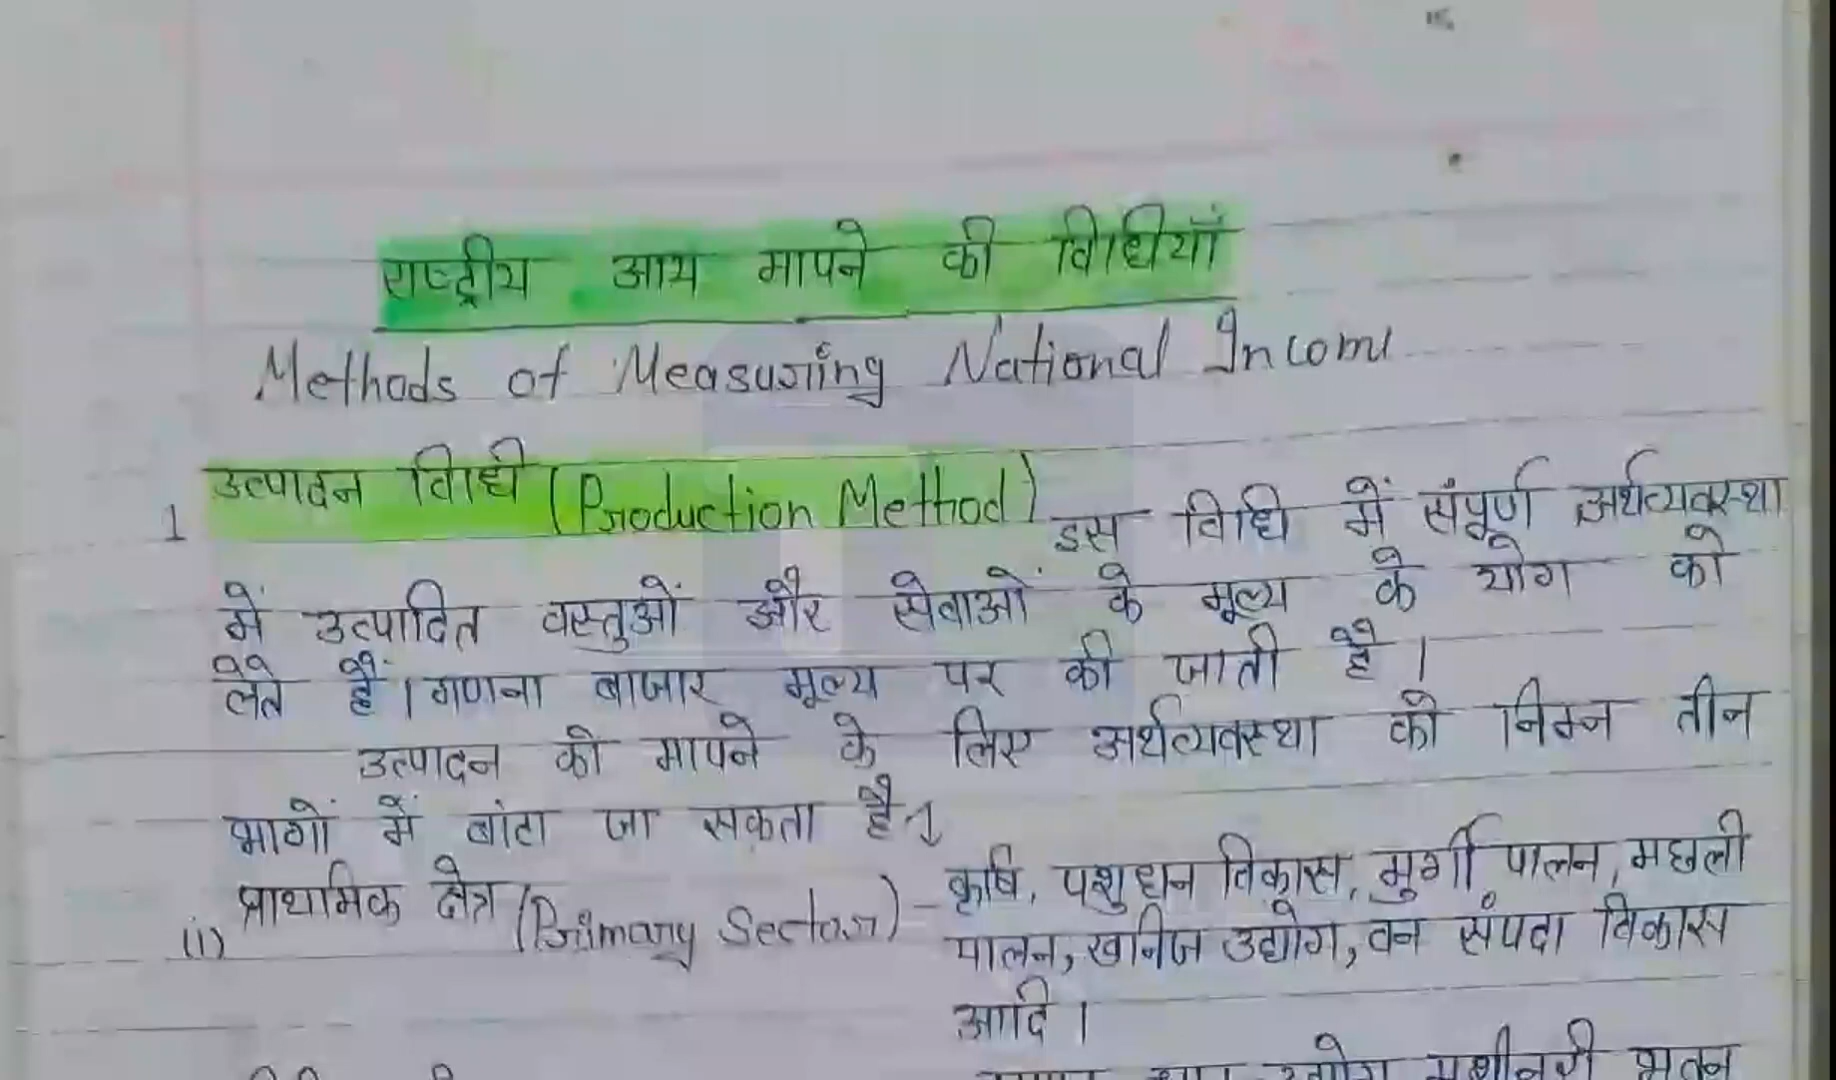 राष्ट्रीय आय मापने की विधियाँ
Methods of Measuring National Income
1 उत्पादन विधि (Production Method) इस विधि में संपूर्ण अर्थव्यवस्था
में उत्पादित वस्तुओं और सेवाओं के मूल्य के योग को
लेते हैं। गणना बाजार मूल्य पर की जाती है।
उत्पादन को मापने के लिए अर्थव्यवस्था को निम्न तीन
भागों में बांटा जा सकता है -
(i) प्राथमिक क्षेत्र (Primary Sector) - कृषि, पशुधन विकास, मुर्गी पालन, मछली
पालन, खनिज उद्योग, वन संपदा विकास
आदि।